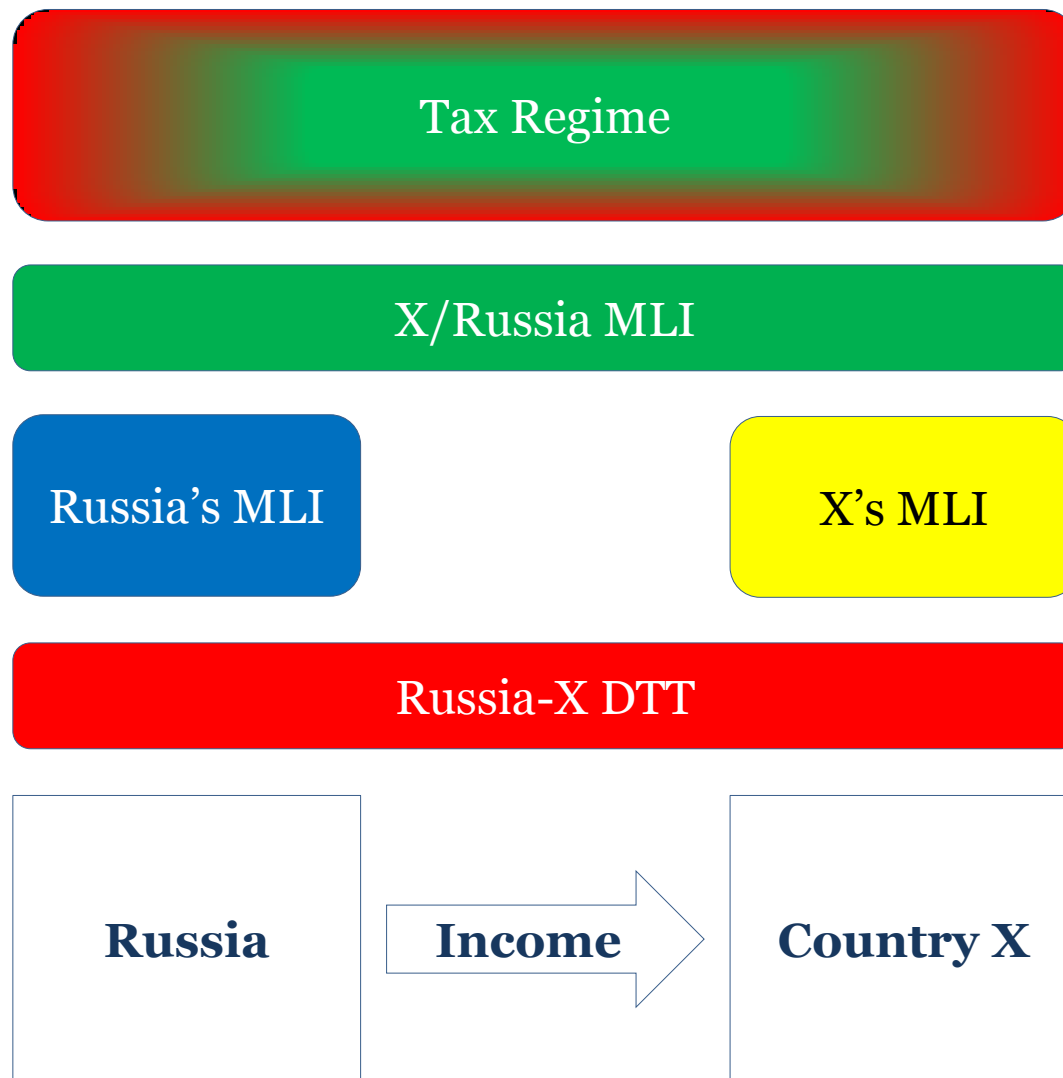 Tax Regime
X/Russia MLI
Russia’s MLI
X’s MLI
Russia-X DTT
Russia
Income
Country X